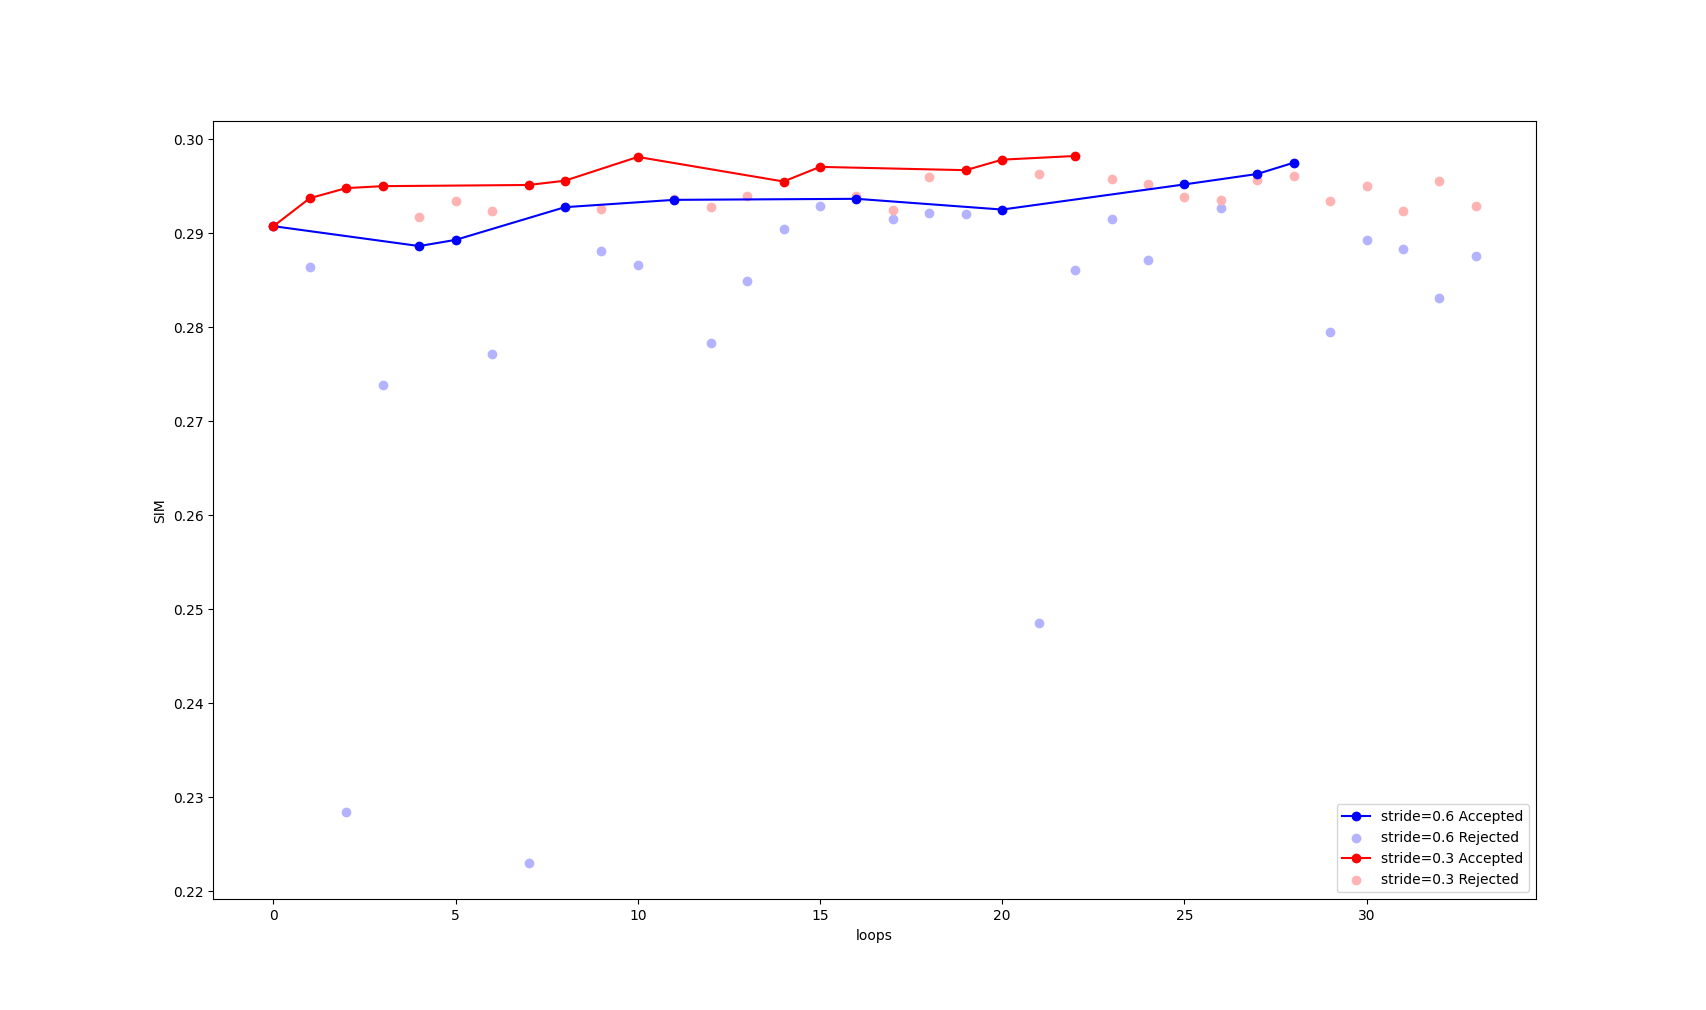 0.30
0.29
0.28
0.27
0.26
0.25
0.24
0.23
0.22
SIM
0 5 10 15 20 25 30
loops
stride=0.6 Accepted
stride=0.6 Rejected
stride=0.3 Accepted
stride=0.3 Rejected